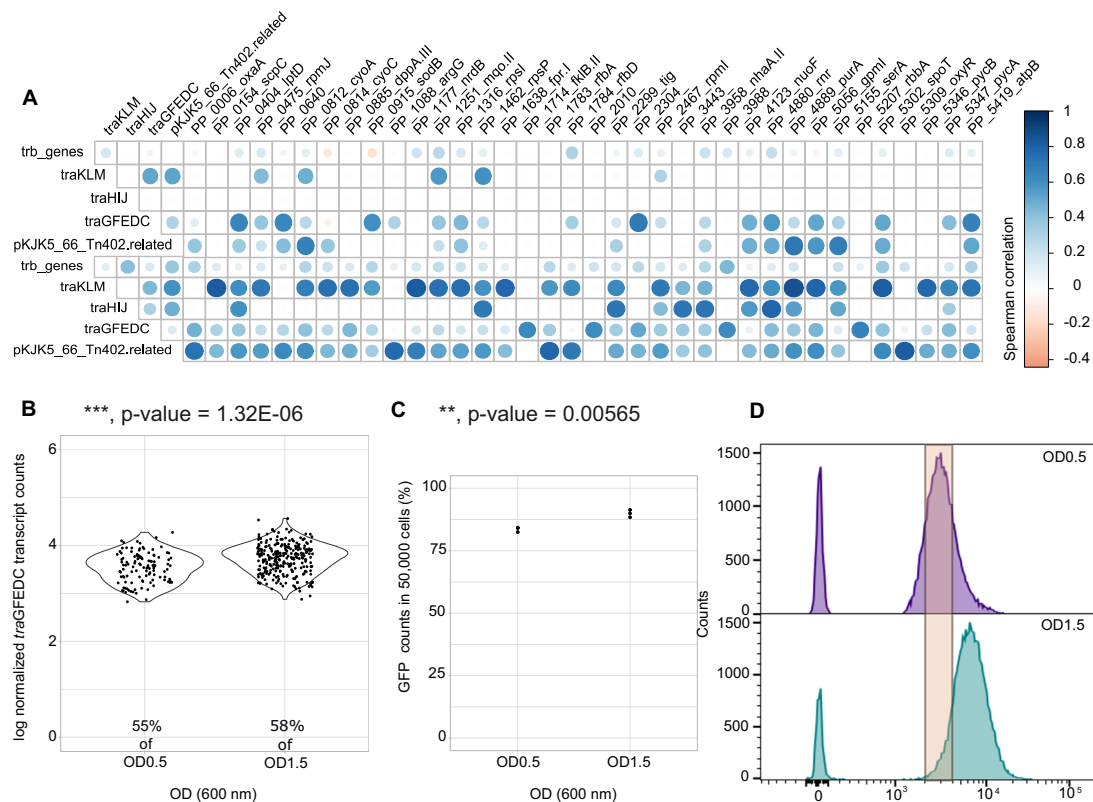 A
traKLM
traHIJ
traGFEDC
pKJK5_66_Tn402.related
PP_0006_oxaA
PP_0154_scpC
PP_0404_lptD
PP_0475_rpmJ
PP_0640_
PP_0812_cyoA
PP_0814_cyoC
PP_0885_dppA.III
PP_0915_sodB
PP_1088_argG
PP_1177_nrdB
PP_1251_mqo.II
PP_1316_rpsI
PP_1462_rpsP
PP_1638_fpr.I
PP_1714_fklB.II
PP_1783_rfbA
PP_1784_rfbD
PP_2010_
PP_2299_tig
PP_2304_
PP_2467_rpmI
PP_3443_
PP_3958_nhaA.II
PP_3988_
PP_4123_nuoF
PP_4880_rnr
PP_4889_purA
PP_5056_gpmI
PP_5155_serA
PP_5207_rbbA
PP_5302_spoT
PP_5309_oxyR
PP_5346_pycB
PP_5347_pycA
PP_5419_atpB
trb_genes
traKLM
traHIJ
traGFEDC
pKJK5_66_Tn402.related
trb_genes
traKLM
traHIJ
traGFEDC
pKJK5_66_Tn402.related
1
0.8
0.6
0.4
0.2
0
-0.2
-0.4
Spearman correlation
B
***, p-value = 1.32E-06
log normalized traGFEDC transcript counts
6
4
2
0
55%
of
OD0.5
58%
of
OD1.5
OD (600 nm)
C
**, p-value = 0.00565
GFP counts in 50,000 cells (%)
100
75
50
25
0
OD0.5
OD1.5
OD (600 nm)
D
Counts
1500
1000
500
0
OD0.5
1500
1000
500
0
OD1.5
0
10³
10⁴
10⁵